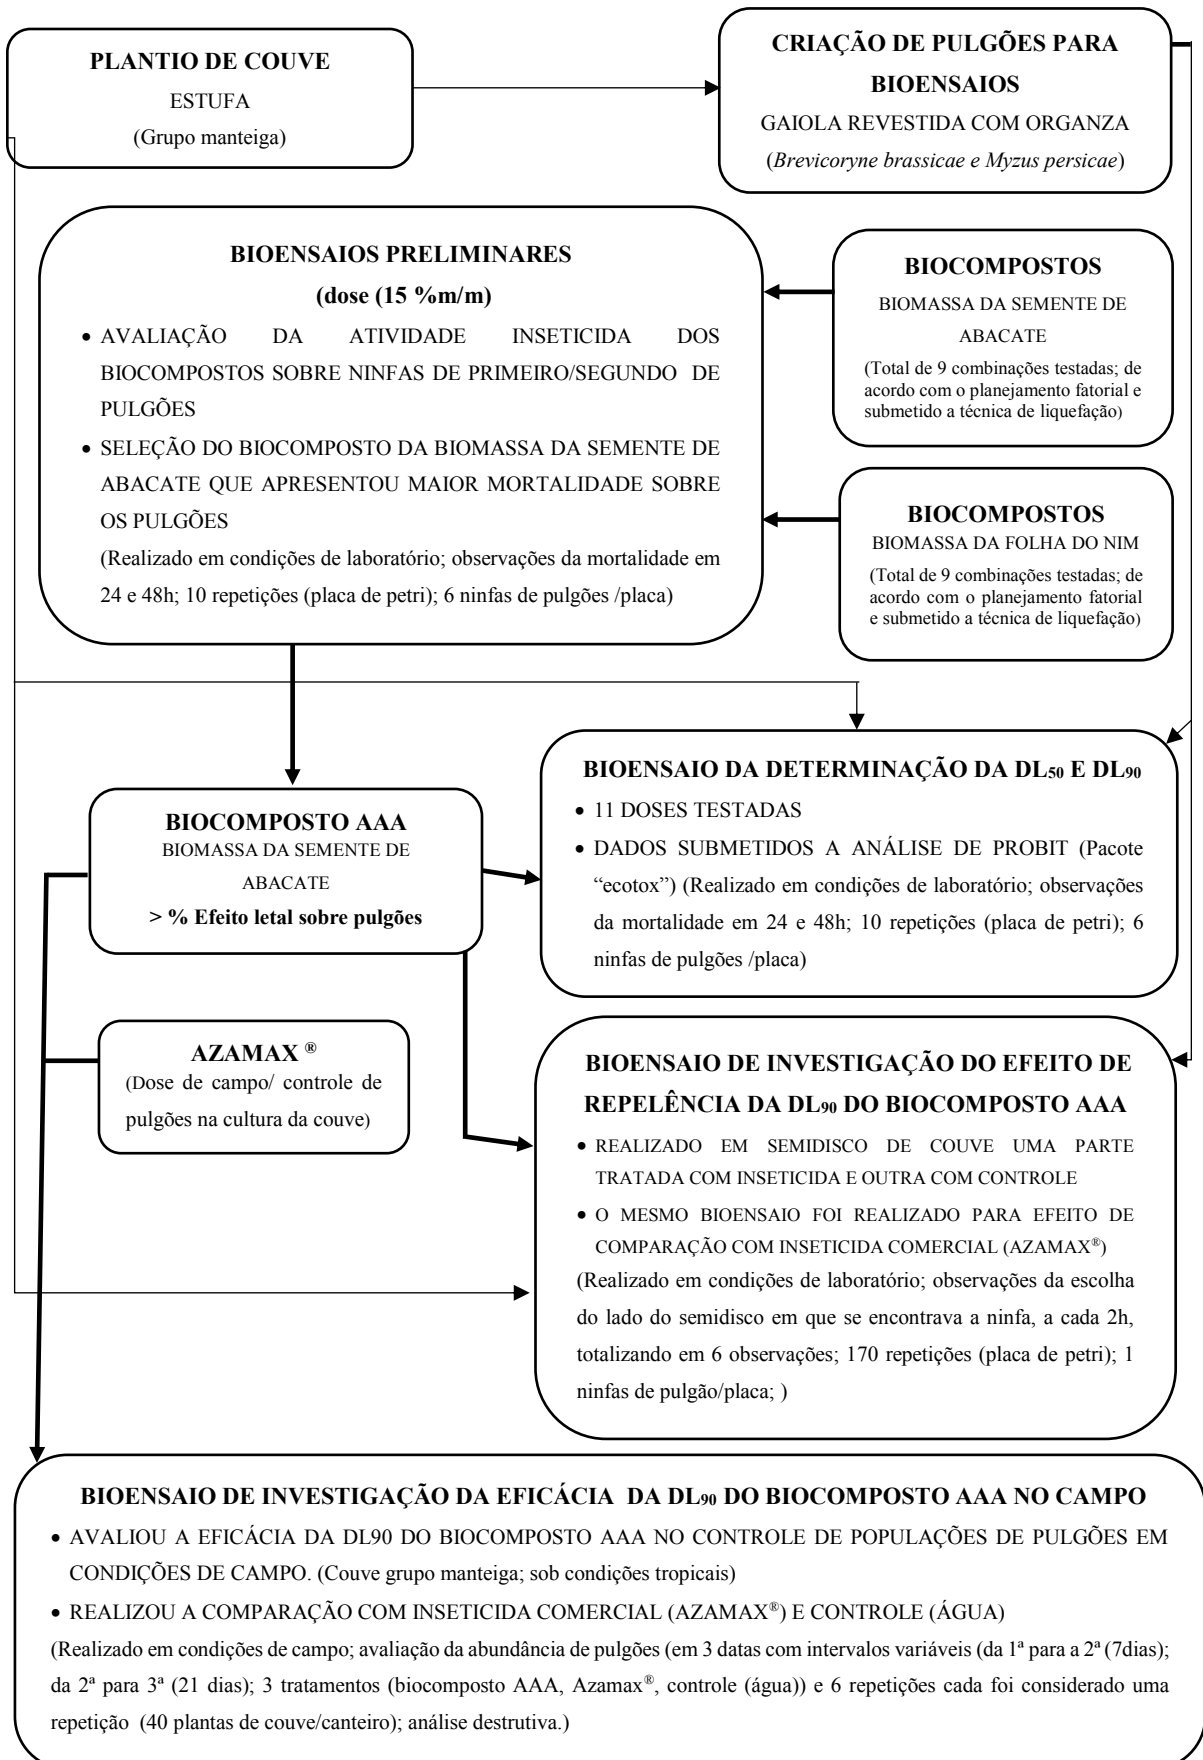 PLANTIO DE COUVE
ESTUFA
(Grupo manteiga)
CRIAÇÃO DE PULGÕES PARA
BIOENSAIOS
GAIOLA REVESTIDA COM ORGANZA
(Brevicoryne brassicae e Myzus persicae)
BIOENSAIOS PRELIMINARES
(dose (15 %m/m)
• AVALIAÇÃO DA ATIVIDADE INSETICIDA DOS
BIOCOMPOSTOS SOBRE NINFAS DE PRIMEIRO/SEGUNDO DE
PULGÕES
• SELEÇÃO DO BIOCOMPOSTO DA BIOMASSA DA SEMENTE DE
ABACATE QUE APRESENTOU MAIOR MORTALIDADE SOBRE
OS PULGÕES
(Realizado em condições de laboratório; observações da mortalidade em
24 e 48h; 10 repetições (placa de petri); 6 ninfas de pulgões /placa)
BIOCOMPOSTOS
BIOMASSA DA SEMENTE DE
ABACATE
(Total de 9 combinações testadas; de
acordo com o planejamento fatorial e
submetido a técnica de liquefação)
BIOCOMPOSTOS
BIOMASSA DA FOLHA DO NIM
(Total de 9 combinações testadas; de
acordo com o planejamento fatorial
e submetido a técnica de liquefação)
BIOCOMPOSTO AAA
BIOMASSA DA SEMENTE DE
ABACATE
> % Efeito letal sobre pulgões
BIOENSAIO DA DETERMINAÇÃO DA DL50 E DL90
• 11 DOSES TESTADAS
• DADOS SUBMETIDOS A ANÁLISE DE PROBIT (Pacote
“ecotox”) (Realizado em condições de laboratório; observações
da mortalidade em 24 e 48h; 10 repetições (placa de petri); 6
ninfas de pulgões /placa)
AZAMAX ®
(Dose de campo/ controle de
pulgões na cultura da couve)
BIOENSAIO DE INVESTIGAÇÃO DO EFEITO DE
REPELÊNCIA DA DL90 DO BIOCOMPOSTO AAA
• REALIZADO EM SEMIDISCO DE COUVE UMA PARTE
TRATADA COM INSETICIDA E OUTRA COM CONTROLE
• O MESMO BIOENSAIO FOI REALIZADO PARA EFEITO DE
COMPARAÇÃO COM INSETICIDA COMERCIAL (AZAMAX®)
(Realizado em condições de laboratório; observações da escolha
do lado do semidisco em que se encontrava a ninfa, a cada 2h,
totalizando em 6 observações; 170 repetições (placa de petri); 1
ninfas de pulgão/placa; )
BIOENSAIO DE INVESTIGAÇÃO DA EFICÁCIA DA DL90 DO BIOCOMPOSTO AAA NO CAMPO
• AVALIOU A EFICÁCIA DA DL90 DO BIOCOMPOSTO AAA NO CONTROLE DE POPULAÇÕES DE PULGÕES EM
CONDIÇÕES DE CAMPO. (Couve grupo manteiga; sob condições tropicais)
• REALIZOU A COMPARAÇÃO COM INSETICIDA COMERCIAL (AZAMAX®) E CONTROLE (ÁGUA)
(Realizado em condições de campo; avaliação da abundância de pulgões (em 3 datas com intervalos variáveis (da 1ª para a 2ª (7dias);
da 2ª para 3ª (21 dias); 3 tratamentos (biocomposto AAA, Azamax®, controle (água)) e 6 repetições cada foi considerado uma
repetição (40 plantas de couve/canteiro); análise destrutiva.)